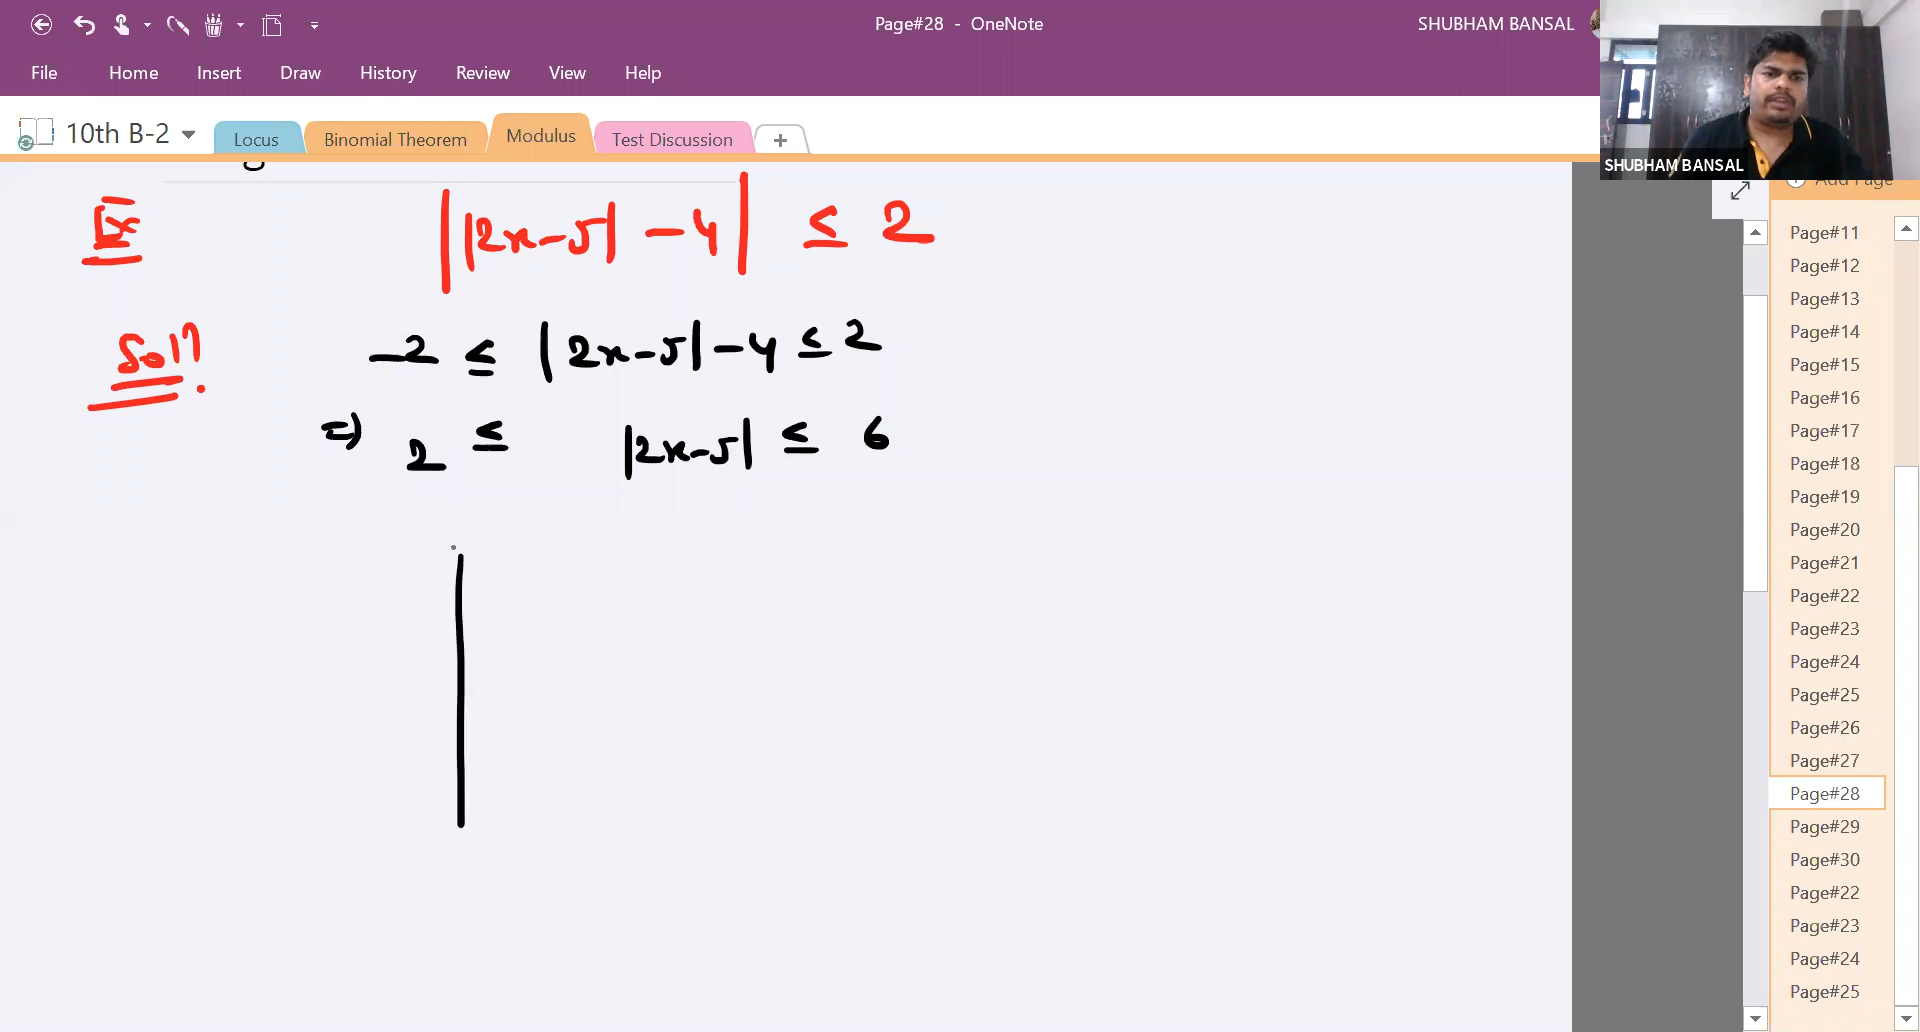 Page#28 - OneNote
SHUBHAM BANSAL
File Home Insert Draw History Review View Help
SHUBHAM BANSAL
10th B-2
Locus
Binomial Theorem
Modulus
Test Discussion
+
Add Page
Ex ||2x-5| -4| ≤ 2
Soln. -2 ≤ |2x-5| -4 ≤ 2
⇒ 2 ≤ |2x-5| ≤ 6
Page#11
Page#12
Page#13
Page#14
Page#15
Page#16
Page#17
Page#18
Page#19
Page#20
Page#21
Page#22
Page#23
Page#24
Page#25
Page#26
Page#27
Page#28
Page#29
Page#30
Page#22
Page#23
Page#24
Page#25